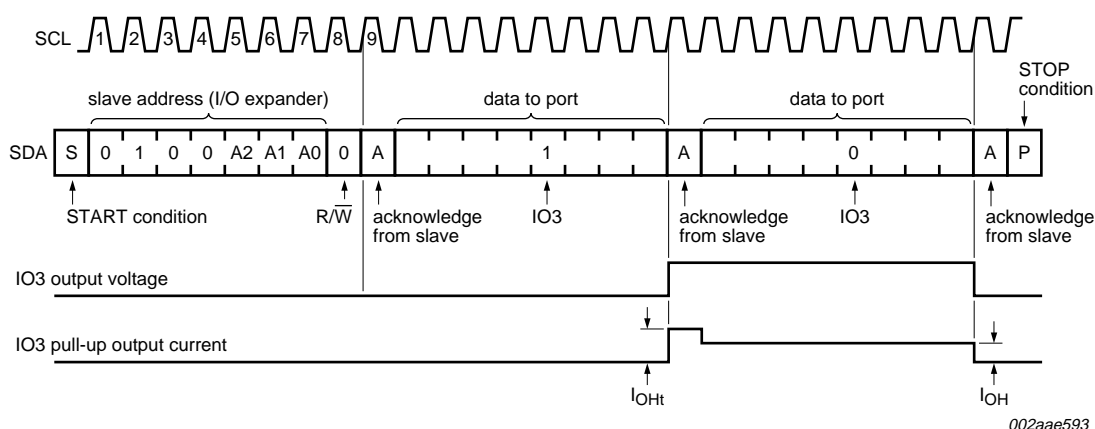 SCL 1 2 3 4 5 6 7 8 9
STOP
condition
slave address (I/O expander) data to port data to port
SDA S 0 1 0 0 A2 A1 A0 0 A 1 A 0 A P
START condition R/W̅ acknowledge
from slave IO3 acknowledge
from slave IO3 acknowledge
from slave
IO3 output voltage
IO3 pull-up output current
IOHt IOH
002aae593